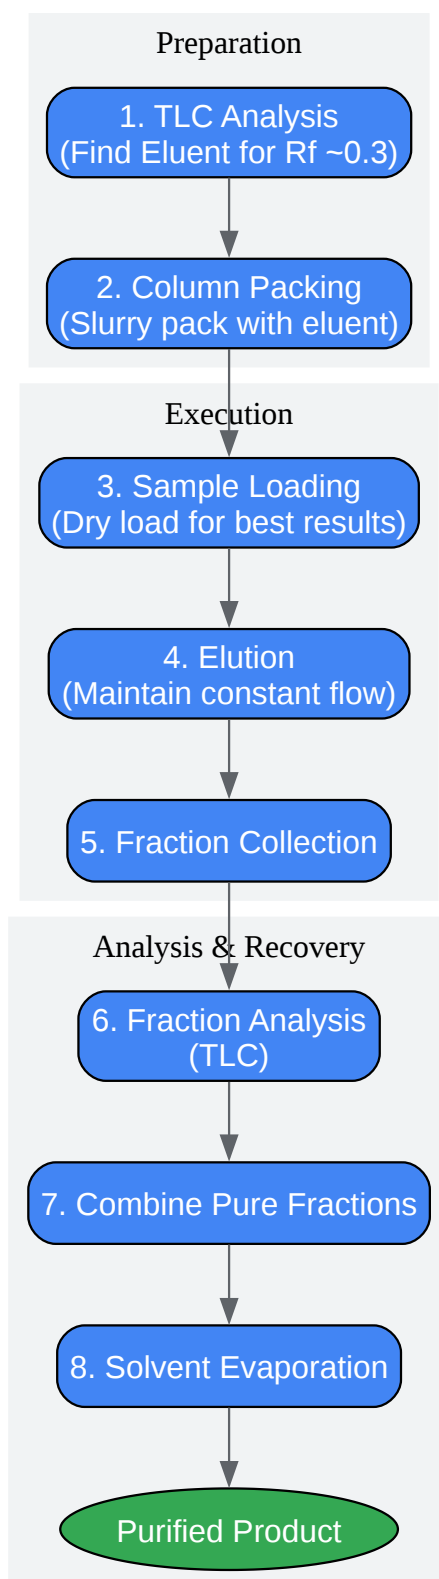 Preparation
1. TLC Analysis
(Find Eluent for Rf ~0.3)
2. Column Packing
(Slurry pack with eluent)
Execution
3. Sample Loading
(Dry load for best results)
4. Elution
(Maintain constant flow)
5. Fraction Collection
Analysis & Recovery
6. Fraction Analysis
(TLC)
7. Combine Pure Fractions
8. Solvent Evaporation
Purified Product